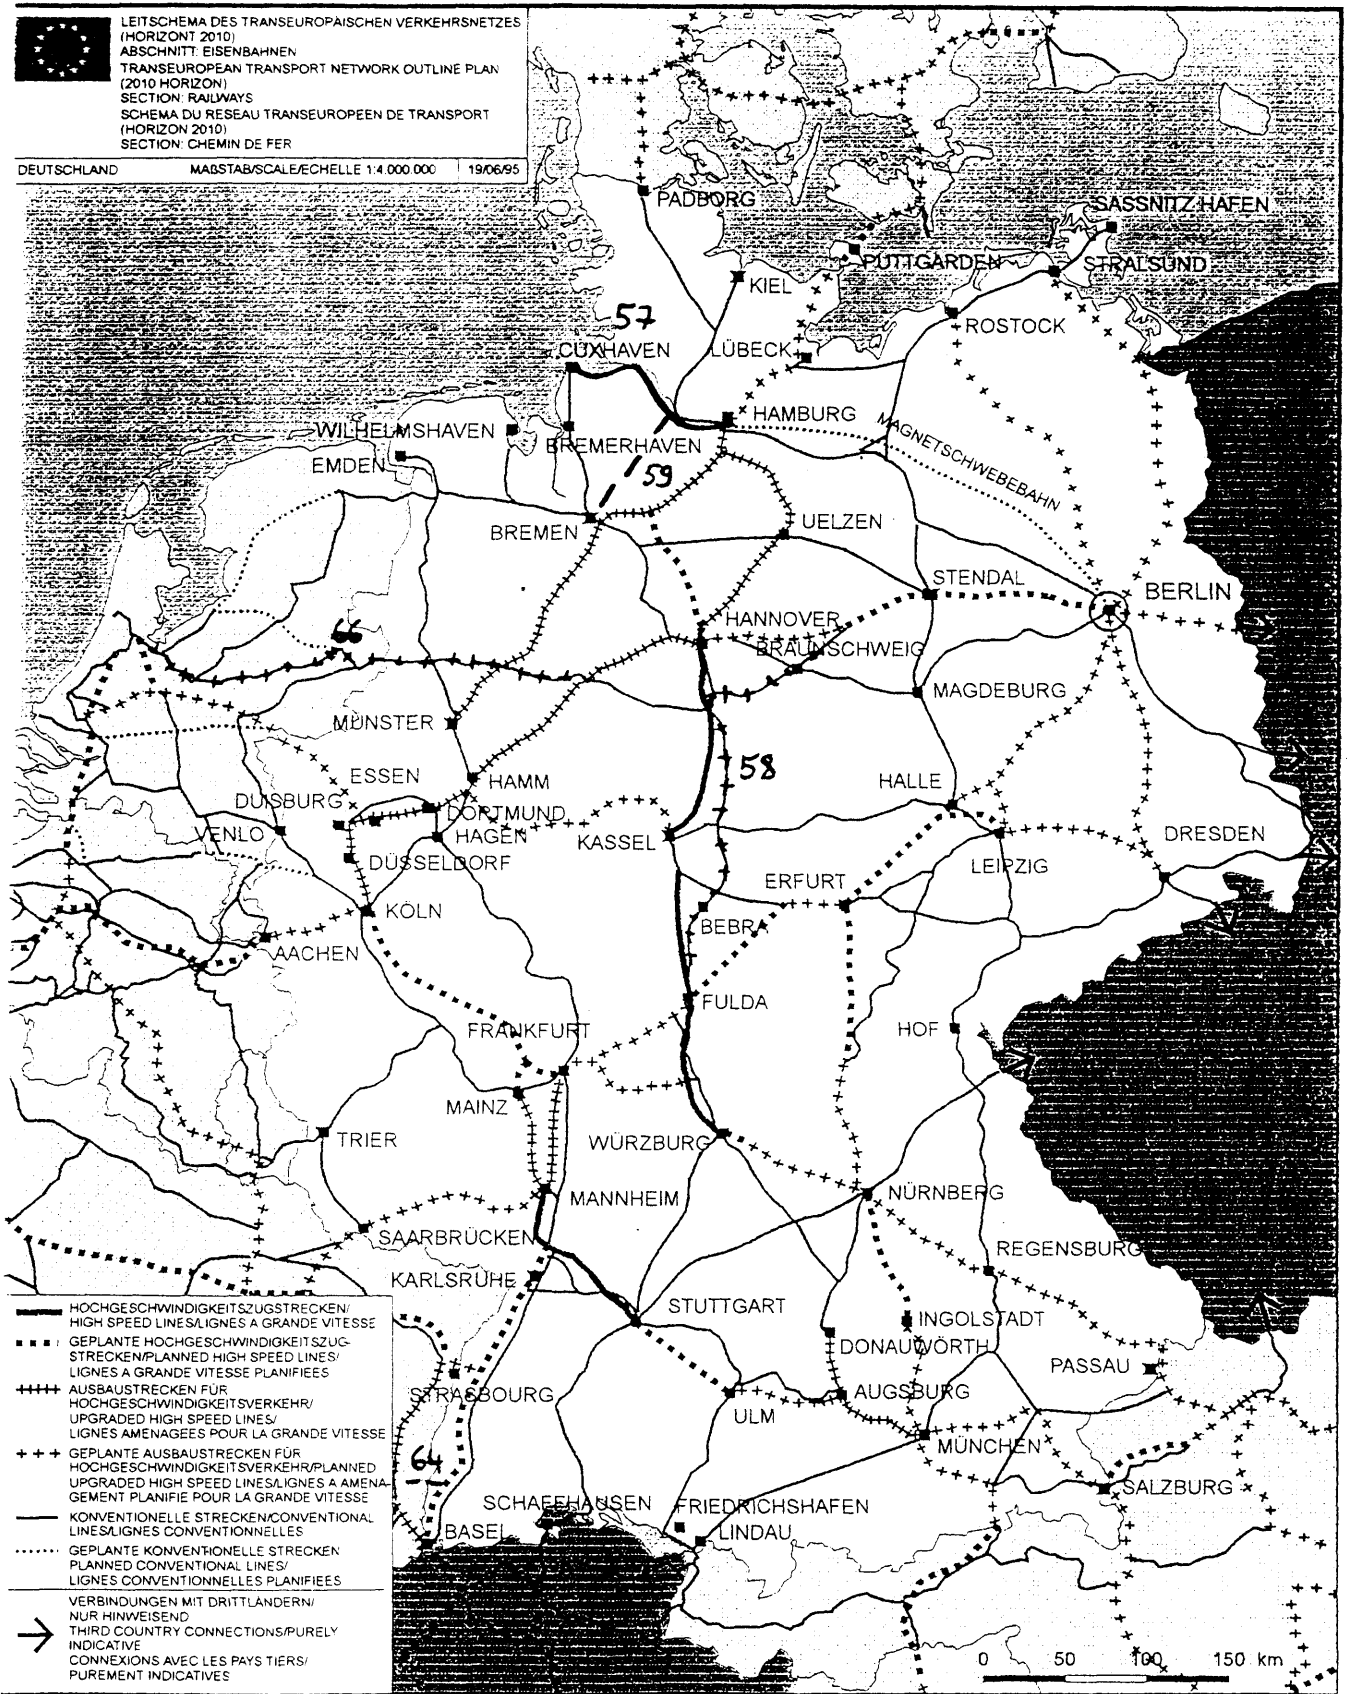 LEITSCHEMA DES TRANSEUROPÄISCHEN VERKEHRSNETZES
(HORIZONT 2010)
ABSCHNITT: EISENBAHNEN
TRANSEUROPEAN TRANSPORT NETWORK OUTLINE PLAN
(2010 HORIZON)
SECTION: RAILWAYS
SCHEMA DU RESEAU TRANSEUROPEEN DE TRANSPORT
(HORIZON 2010)
SECTION: CHEMIN DE FER
DEUTSCHLAND MAßSTAB/SCALE/ECHELLE 1:4.000.000 19/06/95
PADBORG
SASSNITZ HAFEN
PUTTGARDEN
STRALSUND
KIEL
57
ROSTOCK
CUXHAVEN
LÜBECK
HAMBURG
MAGNETSCHWEBEBAHN
WILHELMSHAVEN
BREMERHAVEN
EMDEN
59
BREMEN
UELZEN
STENDAL
BERLIN
HANNOVER
66
BRAUNSCHWEIG
MAGDEBURG
MÜNSTER
58
ESSEN
HAMM
HALLE
DUISBURG
DORTMUND
VENLO
HAGEN
KASSEL
DRESDEN
DÜSSELDORF
LEIPZIG
ERFURT
KÖLN
BEBRA
AACHEN
FULDA
FRANKFURT
HOF
MAINZ
TRIER
WÜRZBURG
MANNHEIM
NÜRNBERG
SAARBRÜCKEN
REGENSBURG
KARLSRUHE
STUTTGART
INGOLSTADT
DONAUWÖRTH
PASSAU
STRASBOURG
AUGSBURG
ULM
MÜNCHEN
64
SALZBURG
SCHAFFHAUSEN
FRIEDRICHSHAFEN
BASEL
LINDAU
HOCHGESCHWINDIGKEITSZUGSTRECKEN/
HIGH SPEED LINES/LIGNES A GRANDE VITESSE
GEPLANTE HOCHGESCHWINDIGKEITSZUG-
STRECKEN/PLANNED HIGH SPEED LINES/
LIGNES A GRANDE VITESSE PLANIFIEES
AUSBAUSTRECKEN FÜR
HOCHGESCHWINDIGKEITSVERKEHR/
UPGRADED HIGH SPEED LINES/
LIGNES AMENAGEES POUR LA GRANDE VITESSE
GEPLANTE AUSBAUSTRECKEN FÜR
HOCHGESCHWINDIGKEITSVERKEHR/PLANNED
UPGRADED HIGH SPEED LINES/LIGNES A AMENA-
GEMENT PLANIFIE POUR LA GRANDE VITESSE
KONVENTIONELLE STRECKEN/CONVENTIONAL
LINES/LIGNES CONVENTIONNELLES
GEPLANTE KONVENTIONELLE STRECKEN
PLANNED CONVENTIONAL LINES/
LIGNES CONVENTIONNELLES PLANIFIEES
VERBINDUNGEN MIT DRITTLÄNDERN/
NUR HINWEISEND
THIRD COUNTRY CONNECTIONS/PURELY
INDICATIVE
CONNEXIONS AVEC LES PAYS TIERS/
PUREMENT INDICATIVES
0 50 100 150 km